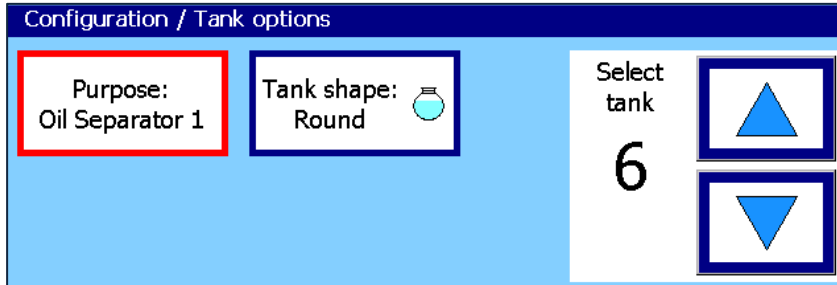 Configuration / Tank options
Purpose:
Oil Separator 1
Tank shape:
Round
Select
tank
6